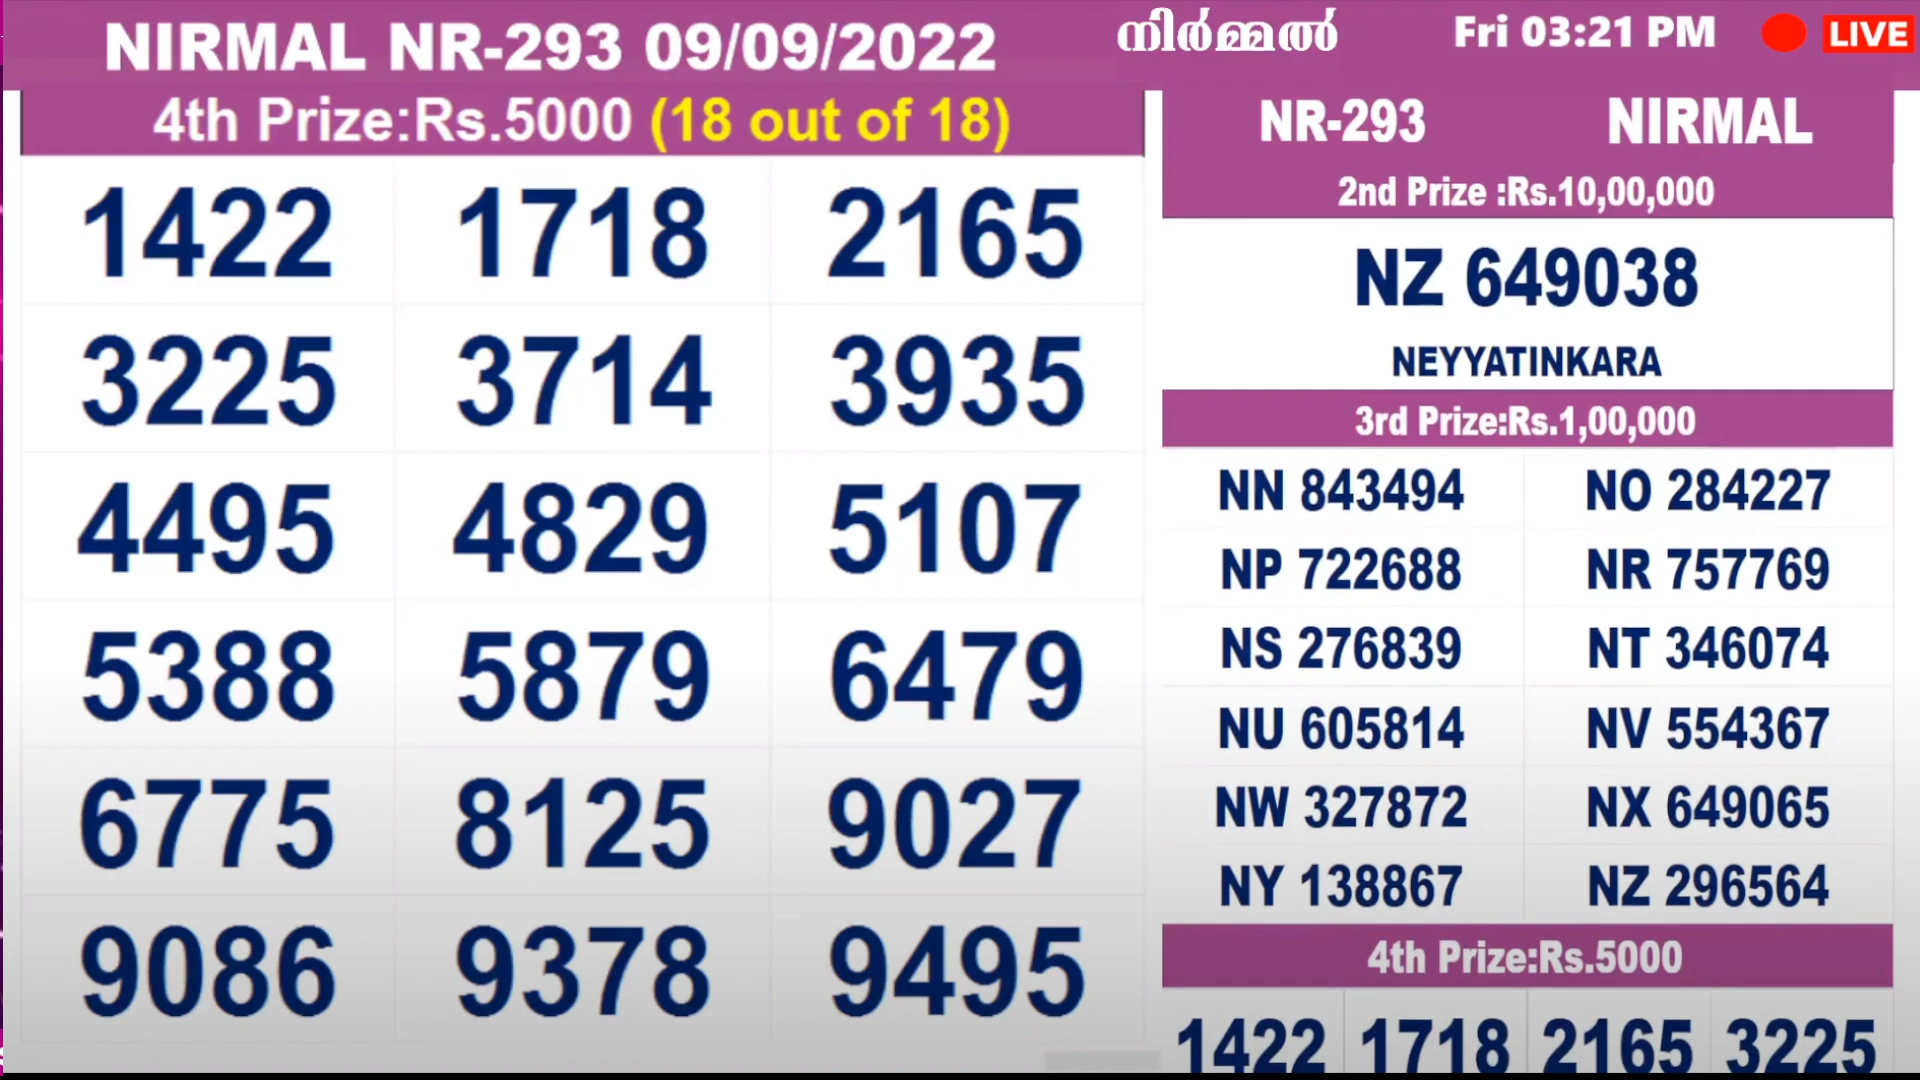 NIRMAL NR-293 09/09/2022
നിർമ്മൽ
Fri 03:21 PM
LIVE
4th Prize:Rs.5000 (18 out of 18)
1422 1718 2165
3225 3714 3935
4495 4829 5107
5388 5879 6479
6775 8125 9027
9086 9378 9495
NR-293 NIRMAL
2nd Prize :Rs.10,00,000
NZ 649038
NEYYATINKARA
3rd Prize:Rs.1,00,000
NN 843494 NO 284227
NP 722688 NR 757769
NS 276839 NT 346074
NU 605814 NV 554367
NW 327872 NX 649065
NY 138867 NZ 296564
4th Prize:Rs.5000
1422 1718 2165 3225